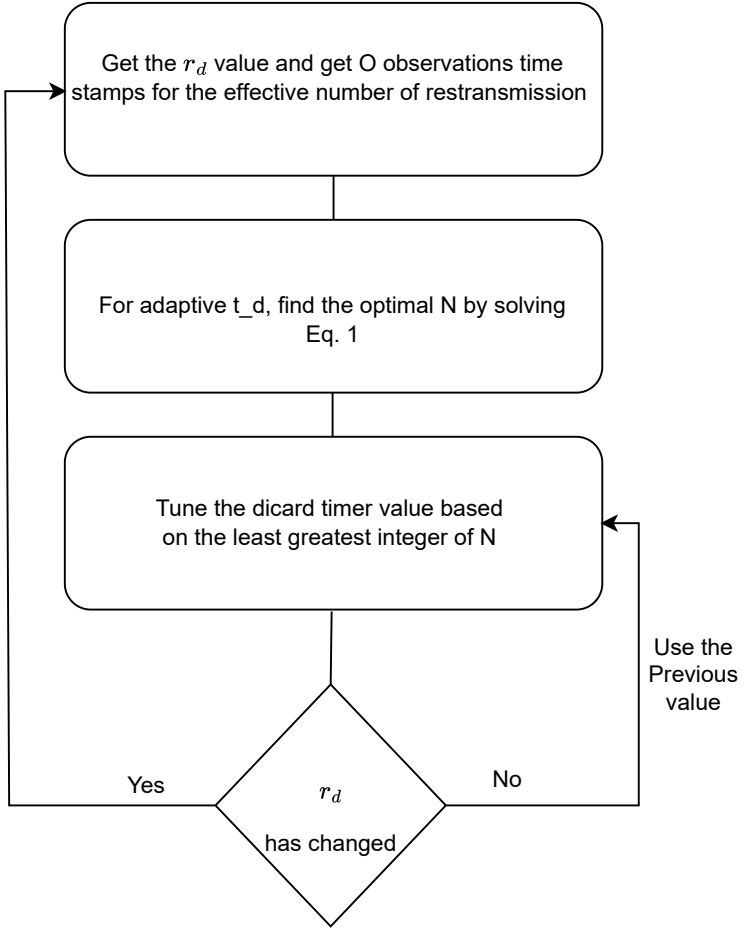 Get the r_d value and get O observations time
stamps for the effective number of restransmission
For adaptive t_d, find the optimal N by solving
Eq. 1
Tune the dicard timer value based
on the least greatest integer of N
Use the
Previous
value
Yes
No
r_d
has changed